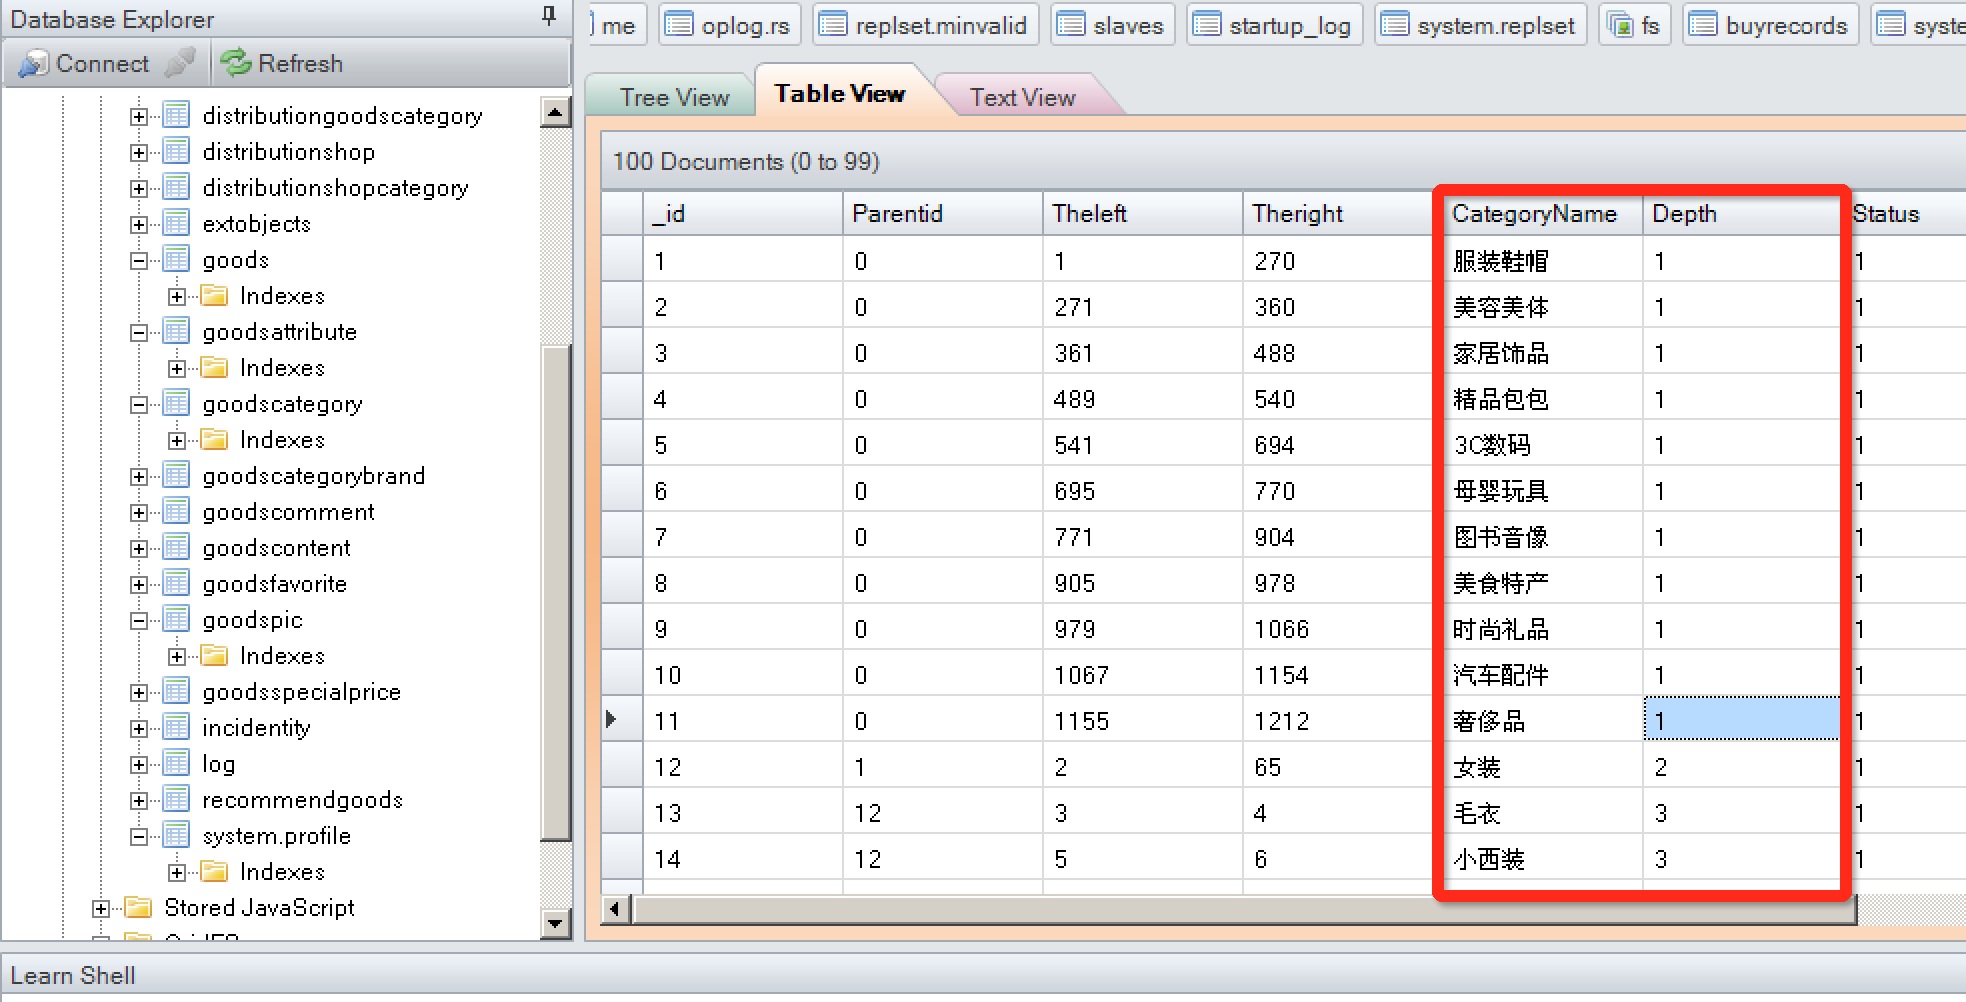 Database Explorer
Connect Refresh
distributiongoodscategory
distributionshop
distributionshopcategory
extobjects
goods
Indexes
goodsattribute
Indexes
goodscategory
Indexes
goodscategorybrand
goodscomment
goodscontent
goodsfavorite
goodspic
Indexes
goodsspecialprice
incidentity
log
recommendgoods
system.profile
Indexes
Stored JavaScript
me oplog.rs replset.minvalid slaves startup_log system.replset fs buyrecords syste
Tree View Table View Text View
100 Documents (0 to 99)
_id Parentid Theleft Theright CategoryName Depth Status
1 0 1 270 服装鞋帽 1 1
2 0 271 360 美容美体 1 1
3 0 361 488 家居饰品 1 1
4 0 489 540 精品包包 1 1
5 0 541 694 3C数码 1 1
6 0 695 770 母婴玩具 1 1
7 0 771 904 图书音像 1 1
8 0 905 978 美食特产 1 1
9 0 979 1066 时尚礼品 1 1
10 0 1067 1154 汽车配件 1 1
11 0 1155 1212 奢侈品 1 1
12 1 2 65 女装 2 1
13 12 3 4 毛衣 3 1
14 12 5 6 小西装 3 1
Learn Shell